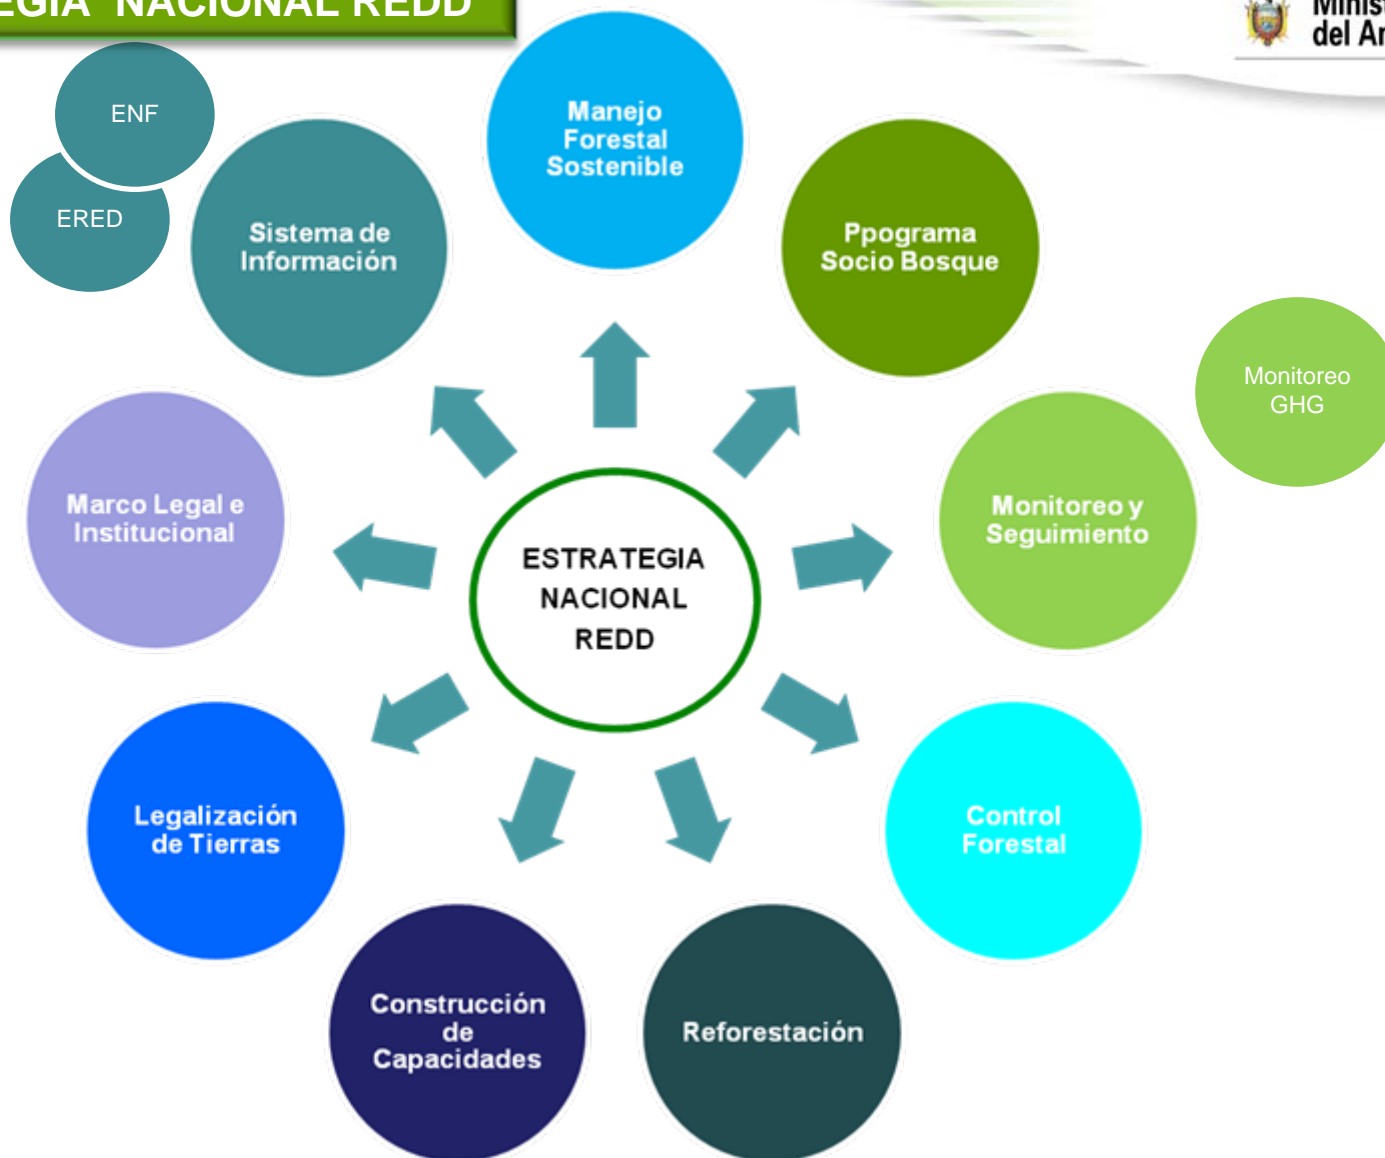 EGIA NACIONAL REDD
Minis
del A
ENF
ERED
Manejo
Forestal
Sostenible
Sistema de
Información
Ppograma
Socio Bosque
Monitoreo
GHG
Marco Legal e
Institucional
Monitoreo y
Seguimiento
ESTRATEGIA
NACIONAL
REDD
Legalización
de Tierras
Control
Forestal
Construcción
de
Capacidades
Reforestación